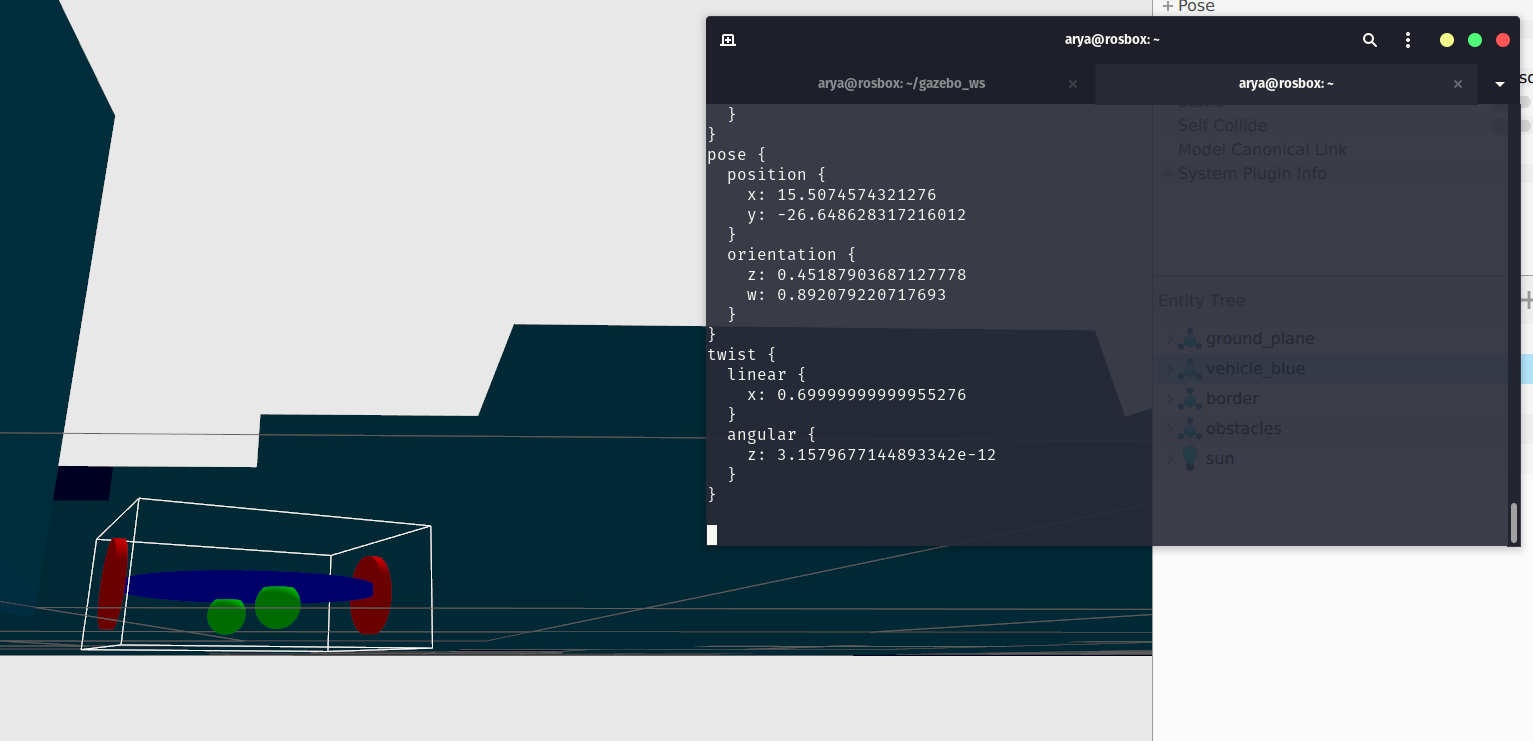 Pose
arya@rosbox: ~
arya@rosbox: ~/gazebo_ws
arya@rosbox: ~
}
}
pose {
position {
x: 15.5074574321276
y: -26.648628317216012
}
orientation {
z: 0.45187903687127778
w: 0.892079220717693
}
}
twist {
linear {
x: 0.69999999999955276
}
angular {
z: 3.1579677144893342e-12
}
}
Self Collide
Model Canonical Link
System Plugin Info
Entity Tree
ground_plane
vehicle_blue
border
obstacles
sun